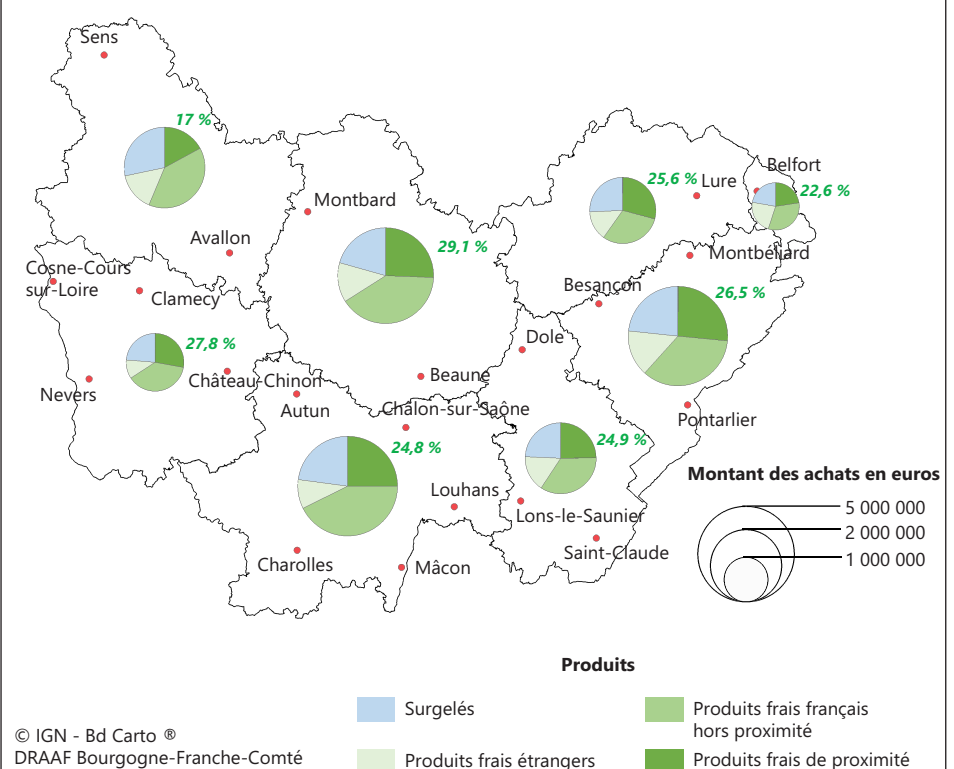 Sens
17 %
Belfort
25,6 %
Lure
22,6 %
Montbard
Avallon
29,1 %
Montbéliard
Cosne-Cours
sur-Loire
Clamecy
Besançon
26,5 %
27,8 %
Dole
Château-Chinon
Beaune
Nevers
Autun
Châlon-sur-Saône
Pontarlier
24,8 %
24,9 %
Montant des achats en euros
Louhans
5 000 000
Lons-le-Saunier
2 000 000
Saint-Claude
1 000 000
Charolles
Mâcon
Produits
Surgelés
Produits frais français
hors proximité
Produits frais étrangers
Produits frais de proximité
© IGN - Bd Carto ®
DRAAF Bourgogne-Franche-Comté